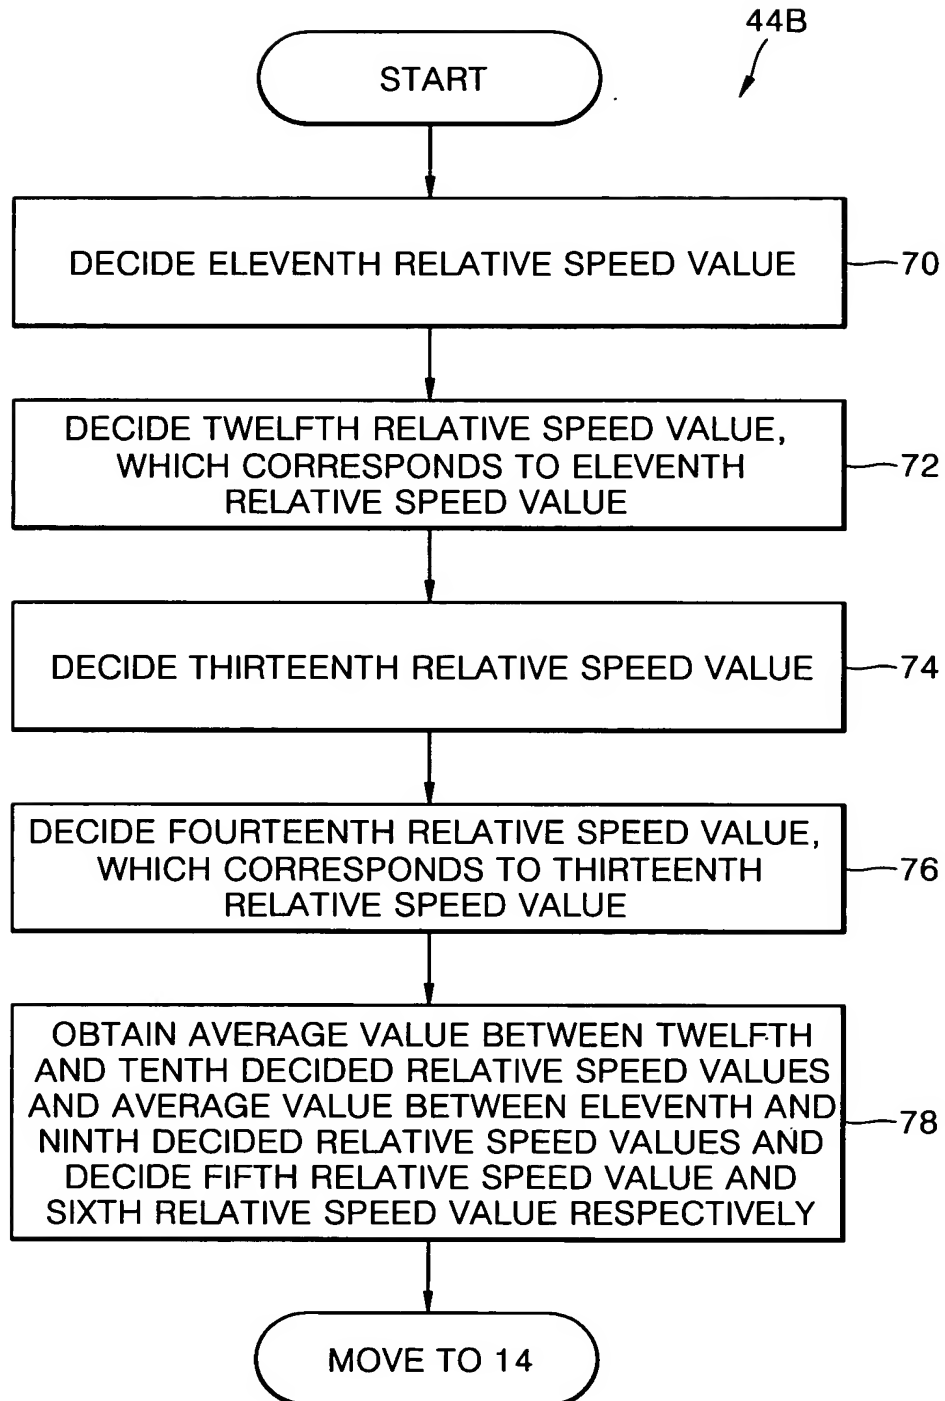 44B
START
DECIDE ELEVENTH RELATIVE SPEED VALUE
70
DECIDE TWELFTH RELATIVE SPEED VALUE,
WHICH CORRESPONDS TO ELEVENTH
RELATIVE SPEED VALUE
72
DECIDE THIRTEENTH RELATIVE SPEED VALUE
74
DECIDE FOURTEENTH RELATIVE SPEED VALUE,
WHICH CORRESPONDS TO THIRTEENTH
RELATIVE SPEED VALUE
76
OBTAIN AVERAGE VALUE BETWEEN TWELFTH
AND TENTH DECIDED RELATIVE SPEED VALUES
AND AVERAGE VALUE BETWEEN ELEVENTH AND
NINTH DECIDED RELATIVE SPEED VALUES AND
DECIDE FIFTH RELATIVE SPEED VALUE AND
SIXTH RELATIVE SPEED VALUE RESPECTIVELY
78
MOVE TO 14